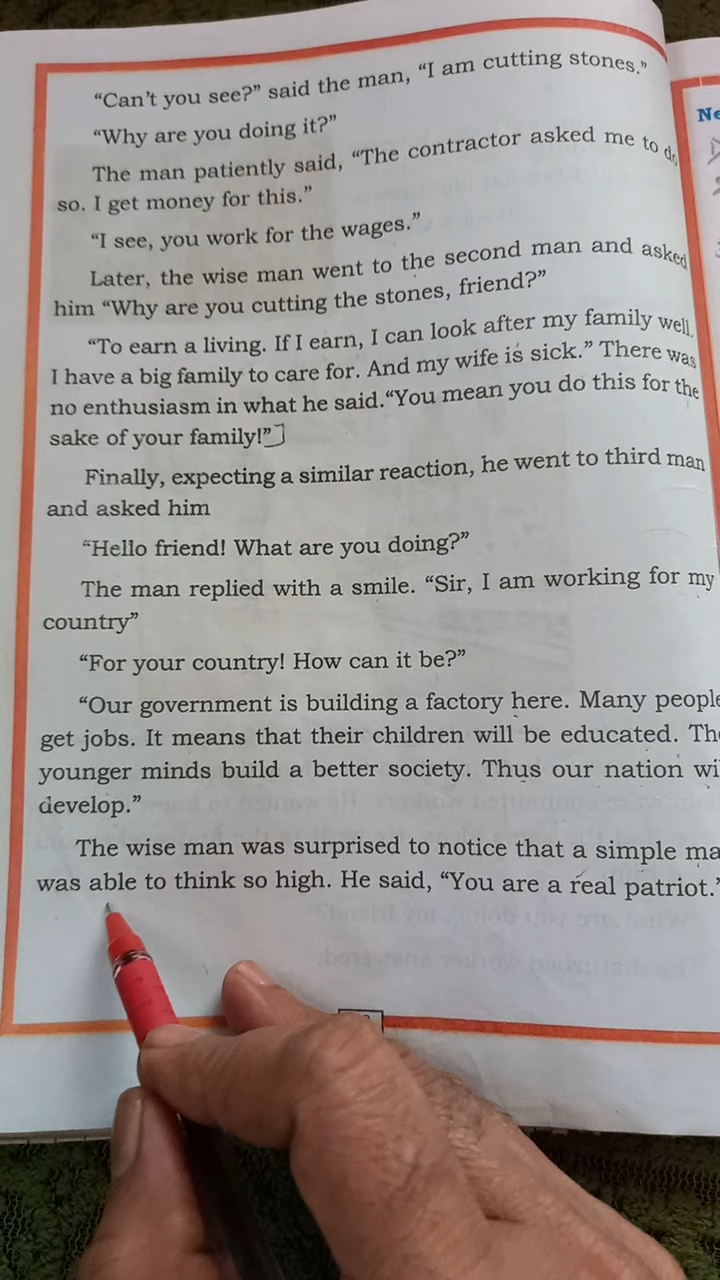 “Can’t you see?” said the man, “I am cutting stones.”
“Why are you doing it?”
The man patiently said, “The contractor asked me to do
so. I get money for this.”
“I see, you work for the wages.”
Later, the wise man went to the second man and asked
him “Why are you cutting the stones, friend?”
“To earn a living. If I earn, I can look after my family well.
I have a big family to care for. And my wife is sick.” There was
no enthusiasm in what he said.“You mean you do this for the
sake of your family!”
Finally, expecting a similar reaction, he went to third man
and asked him
“Hello friend! What are you doing?”
The man replied with a smile. “Sir, I am working for my
country”
“For your country! How can it be?”
“Our government is building a factory here. Many people
get jobs. It means that their children will be educated.
younger minds build a better society. Thus our nation
develop.”
The wise man was surprised to notice that a simple
was able to think so high. He said, “You are a real patriot.”